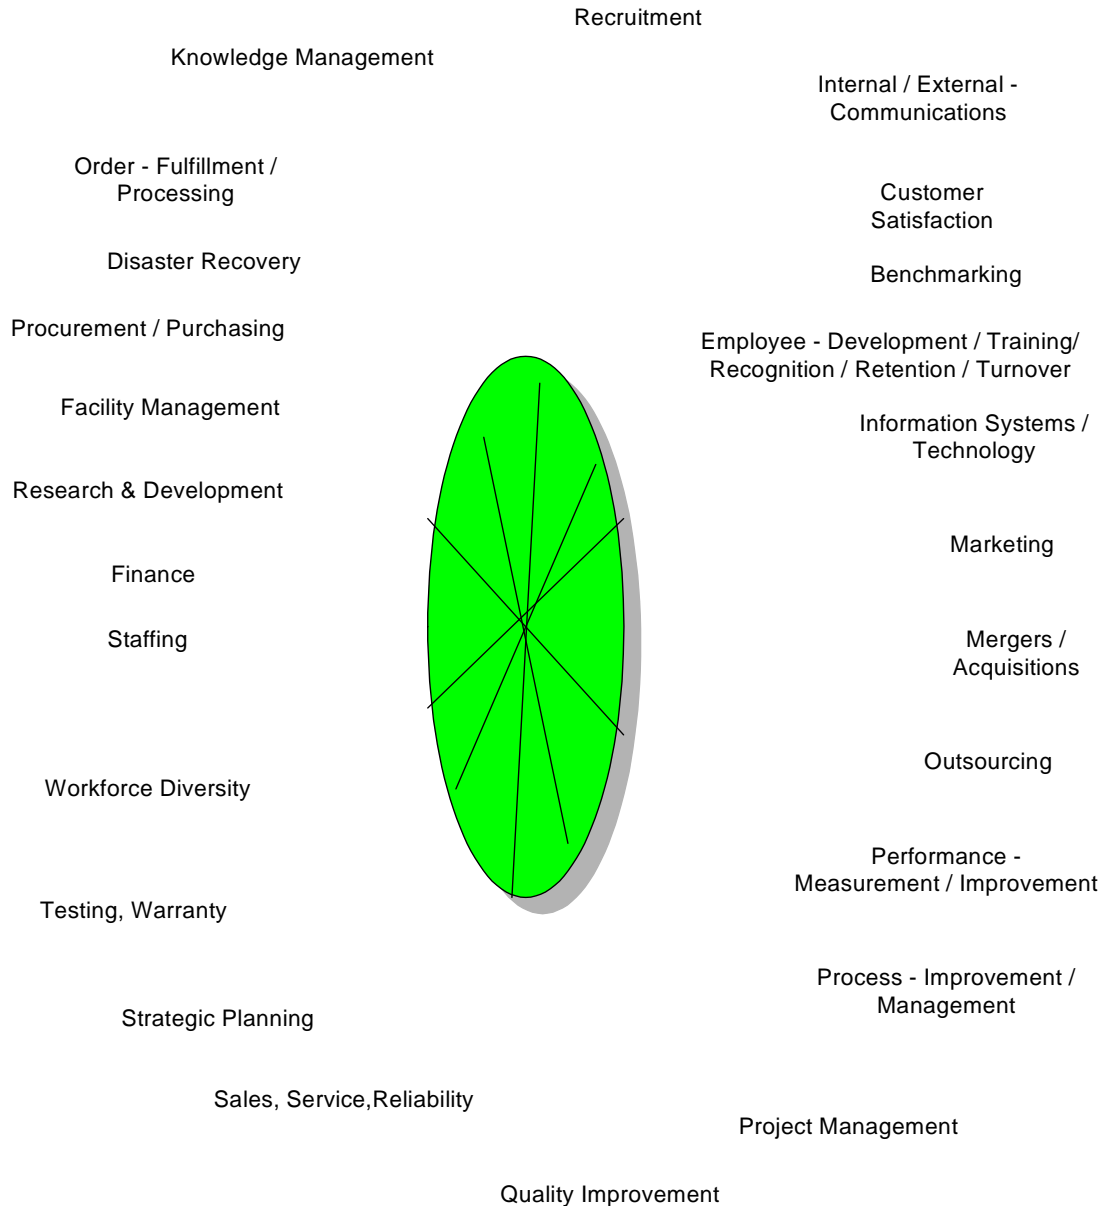 Recruitment
Knowledge Management
Internal / External -
Communications
Order - Fulfillment /
Processing
Customer
Satisfaction
Disaster Recovery
Benchmarking
Procurement / Purchasing
Employee - Development / Training/
Recognition / Retention / Turnover
Facility Management
Information Systems /
Technology
Research & Development
Marketing
Finance
Staffing
Mergers /
Acquisitions
Outsourcing
Workforce Diversity
Performance -
Measurement / Improvement
Testing, Warranty
Process - Improvement /
Management
Strategic Planning
Sales, Service,Reliability
Project Management
Quality Improvement